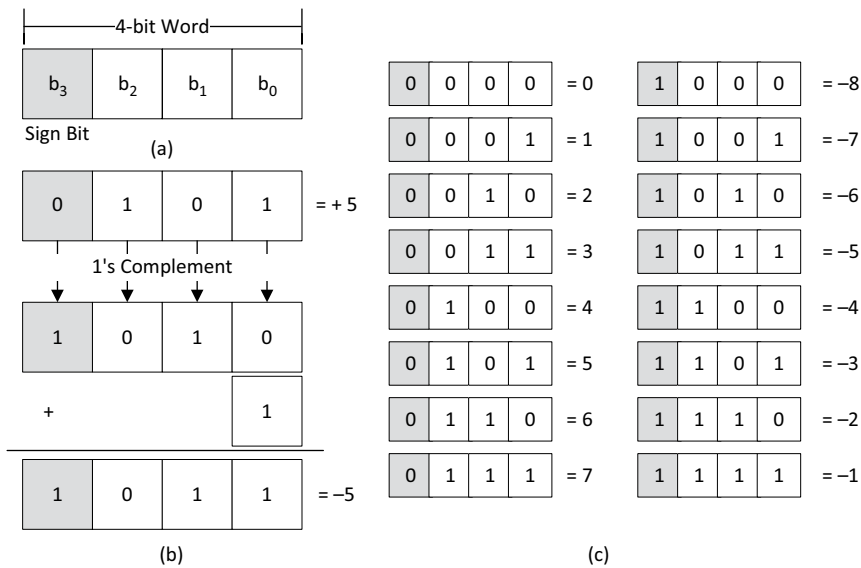 4-bit Word
b3 b2 b1 b0
Sign Bit
(a)
0 1 0 1 = + 5
1's Complement
1 0 1 0
+ 1
1 0 1 1 = –5
(b)
0 0 0 0 = 0
0 0 0 1 = 1
0 0 1 0 = 2
0 0 1 1 = 3
0 1 0 0 = 4
0 1 0 1 = 5
0 1 1 0 = 6
0 1 1 1 = 7
1 0 0 0 = –8
1 0 0 1 = –7
1 0 1 0 = –6
1 0 1 1 = –5
1 1 0 0 = –4
1 1 0 1 = –3
1 1 1 0 = –2
1 1 1 1 = –1
(c)